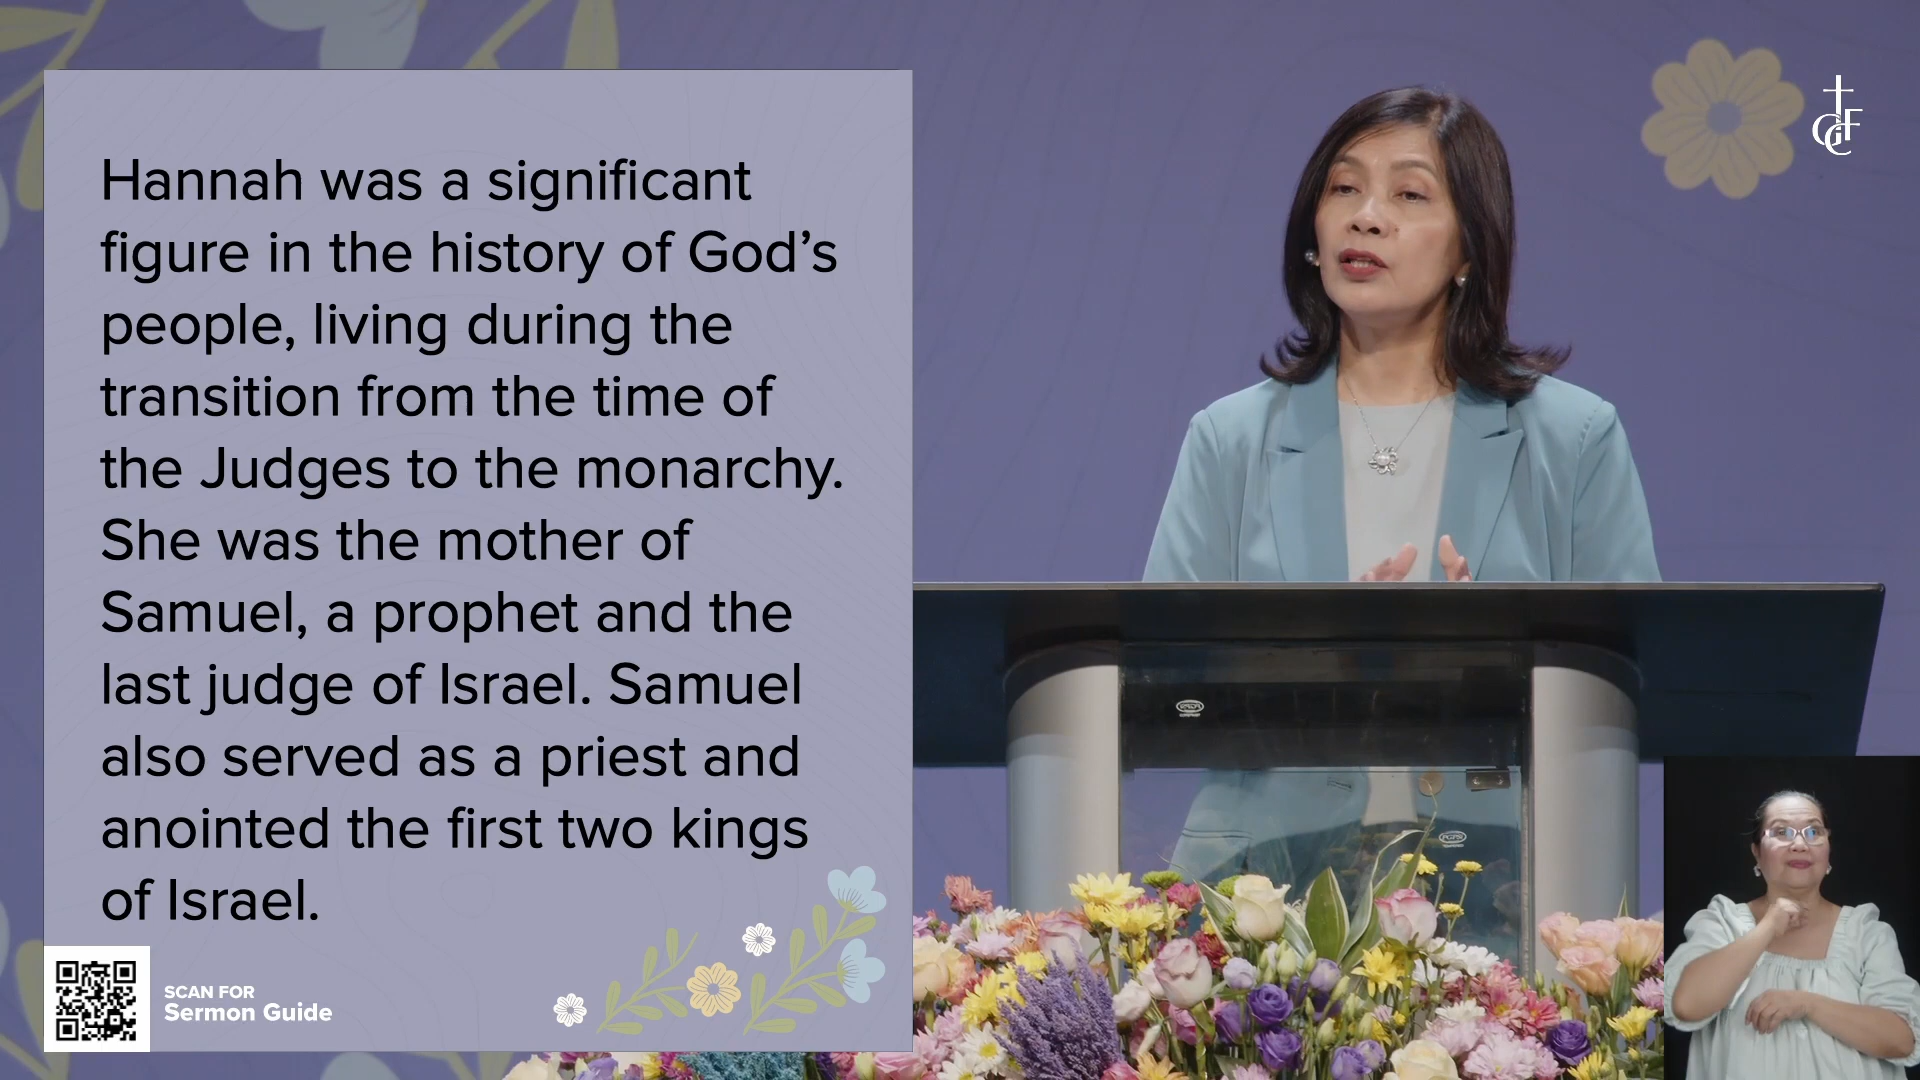 Hannah was a significant
figure in the history of God’s
people, living during the
transition from the time of
the Judges to the monarchy.
She was the mother of
Samuel, a prophet and the
last judge of Israel. Samuel
also served as a priest and
anointed the first two kings
of Israel.
SCAN FOR
Sermon Guide